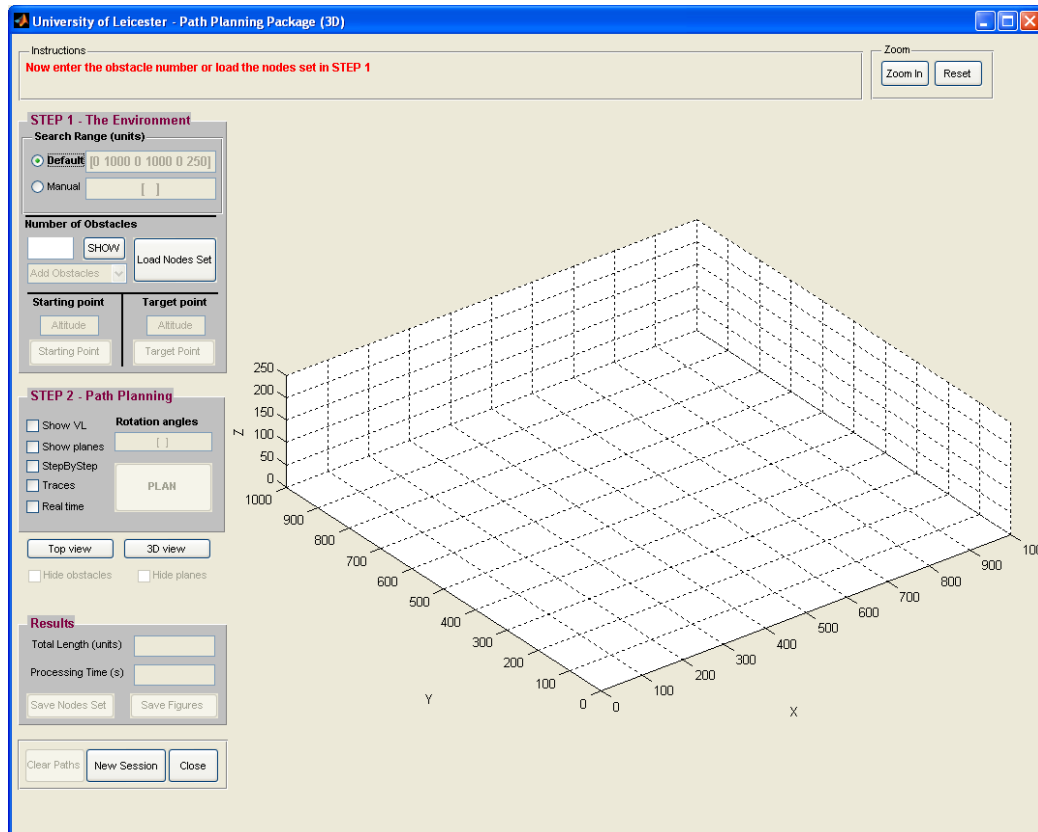 University of Leicester - Path Planning Package (3D)
Instructions
Now enter the obstacle number or load the nodes set in STEP 1
Zoom
Zoom In
Reset
STEP 1 - The Environment
Search Range (units)
Default
[0 1000 0 1000 0 250]
Manual
[ ]
Number of Obstacles
SHOW
Load Nodes Set
Add Obstacles
Starting point
Target point
Altitude
Altitude
Starting Point
Target Point
STEP 2 - Path Planning
Show VL
Rotation angles
Show planes
[ ]
StepByStep
Traces
PLAN
Real time
Top view
3D view
Hide obstacles
Hide planes
Results
Total Length (units)
Processing Time (s)
Save Nodes Set
Save Figures
Clear Paths
New Session
Close
250
200
150
100
50
0
Z
1000
900
800
700
600
500
400
300
200
100
0
Y
0
100
200
300
400
500
600
700
800
900
100
X